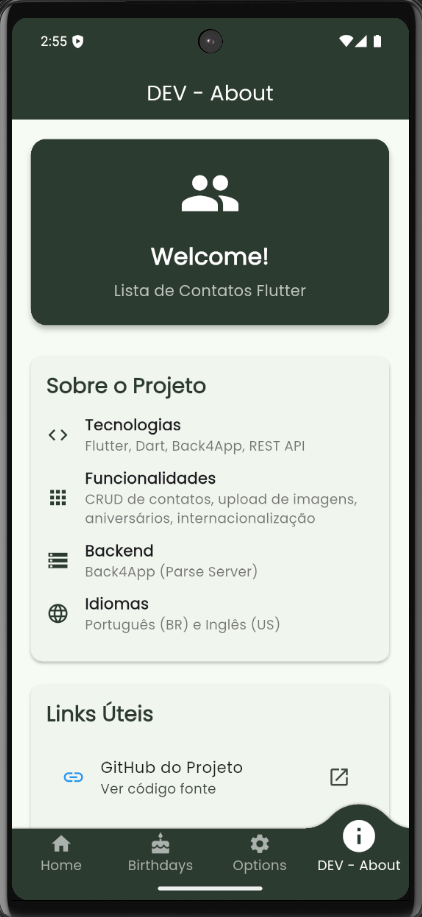 2:55
DEV - About
Welcome!
Lista de Contatos Flutter
Sobre o Projeto
Tecnologias
Flutter, Dart, Back4App, REST API
Funcionalidades
CRUD de contatos, upload de imagens,
aniversários, internacionalização
Backend
Back4App (Parse Server)
Idiomas
Português (BR) e Inglês (US)
Links Úteis
GitHub do Projeto
Ver código fonte
Home
Birthdays
Options
DEV - About